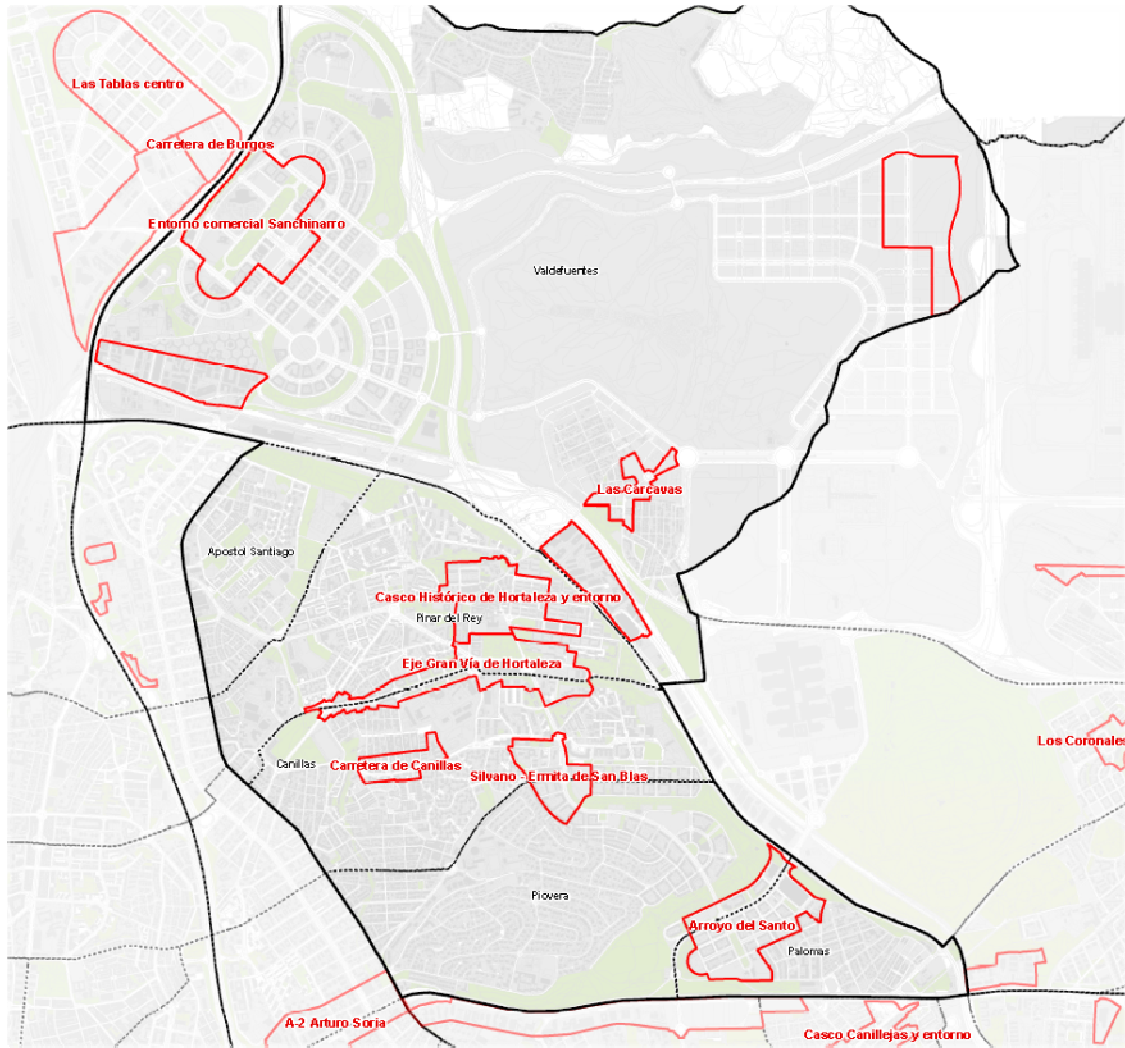 Las Tablas centro
Carretera de Burgos
Entorno comercial Sanchinarro
Valdefuentes
Las Carcavas
Apostol Santiago
Casco Histórico de Hortaleza y entorno
Pinar del Rey
Eje Gran Vía de Hortaleza
Los Coronales
Canillas
Carretera de Canillas
Silvano - Ermita de San Blas
Piovera
Arroyo del Santo
Palomas
A-2 Arturo Soria
Casco Canillejas y entorno